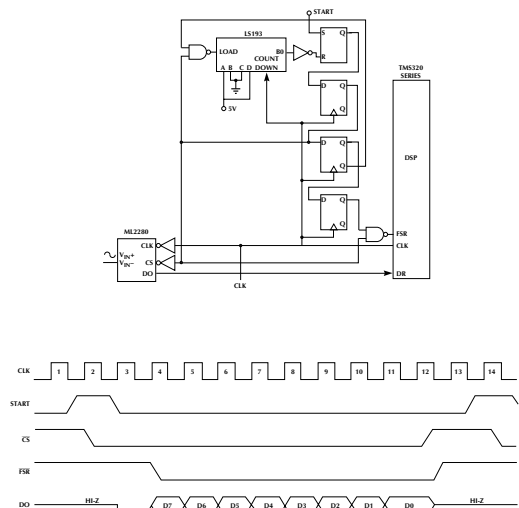 START
LS193
LOAD
B0
COUNT
A B C D DOWN
5V
S Q
R
D Q
Q
D Q
Q
D Q
Q
TMS320
SERIES
DSP
FSR
CLK
DR
ML2280
CLK
VIN+
VIN–
CS
DO
CLK
CLK 1 2 3 4 5 6 7 8 9 10 11 12 13 14
START
CS
FSR
DO HI-Z D7 D6 D5 D4 D3 D2 D1 D0 HI-Z